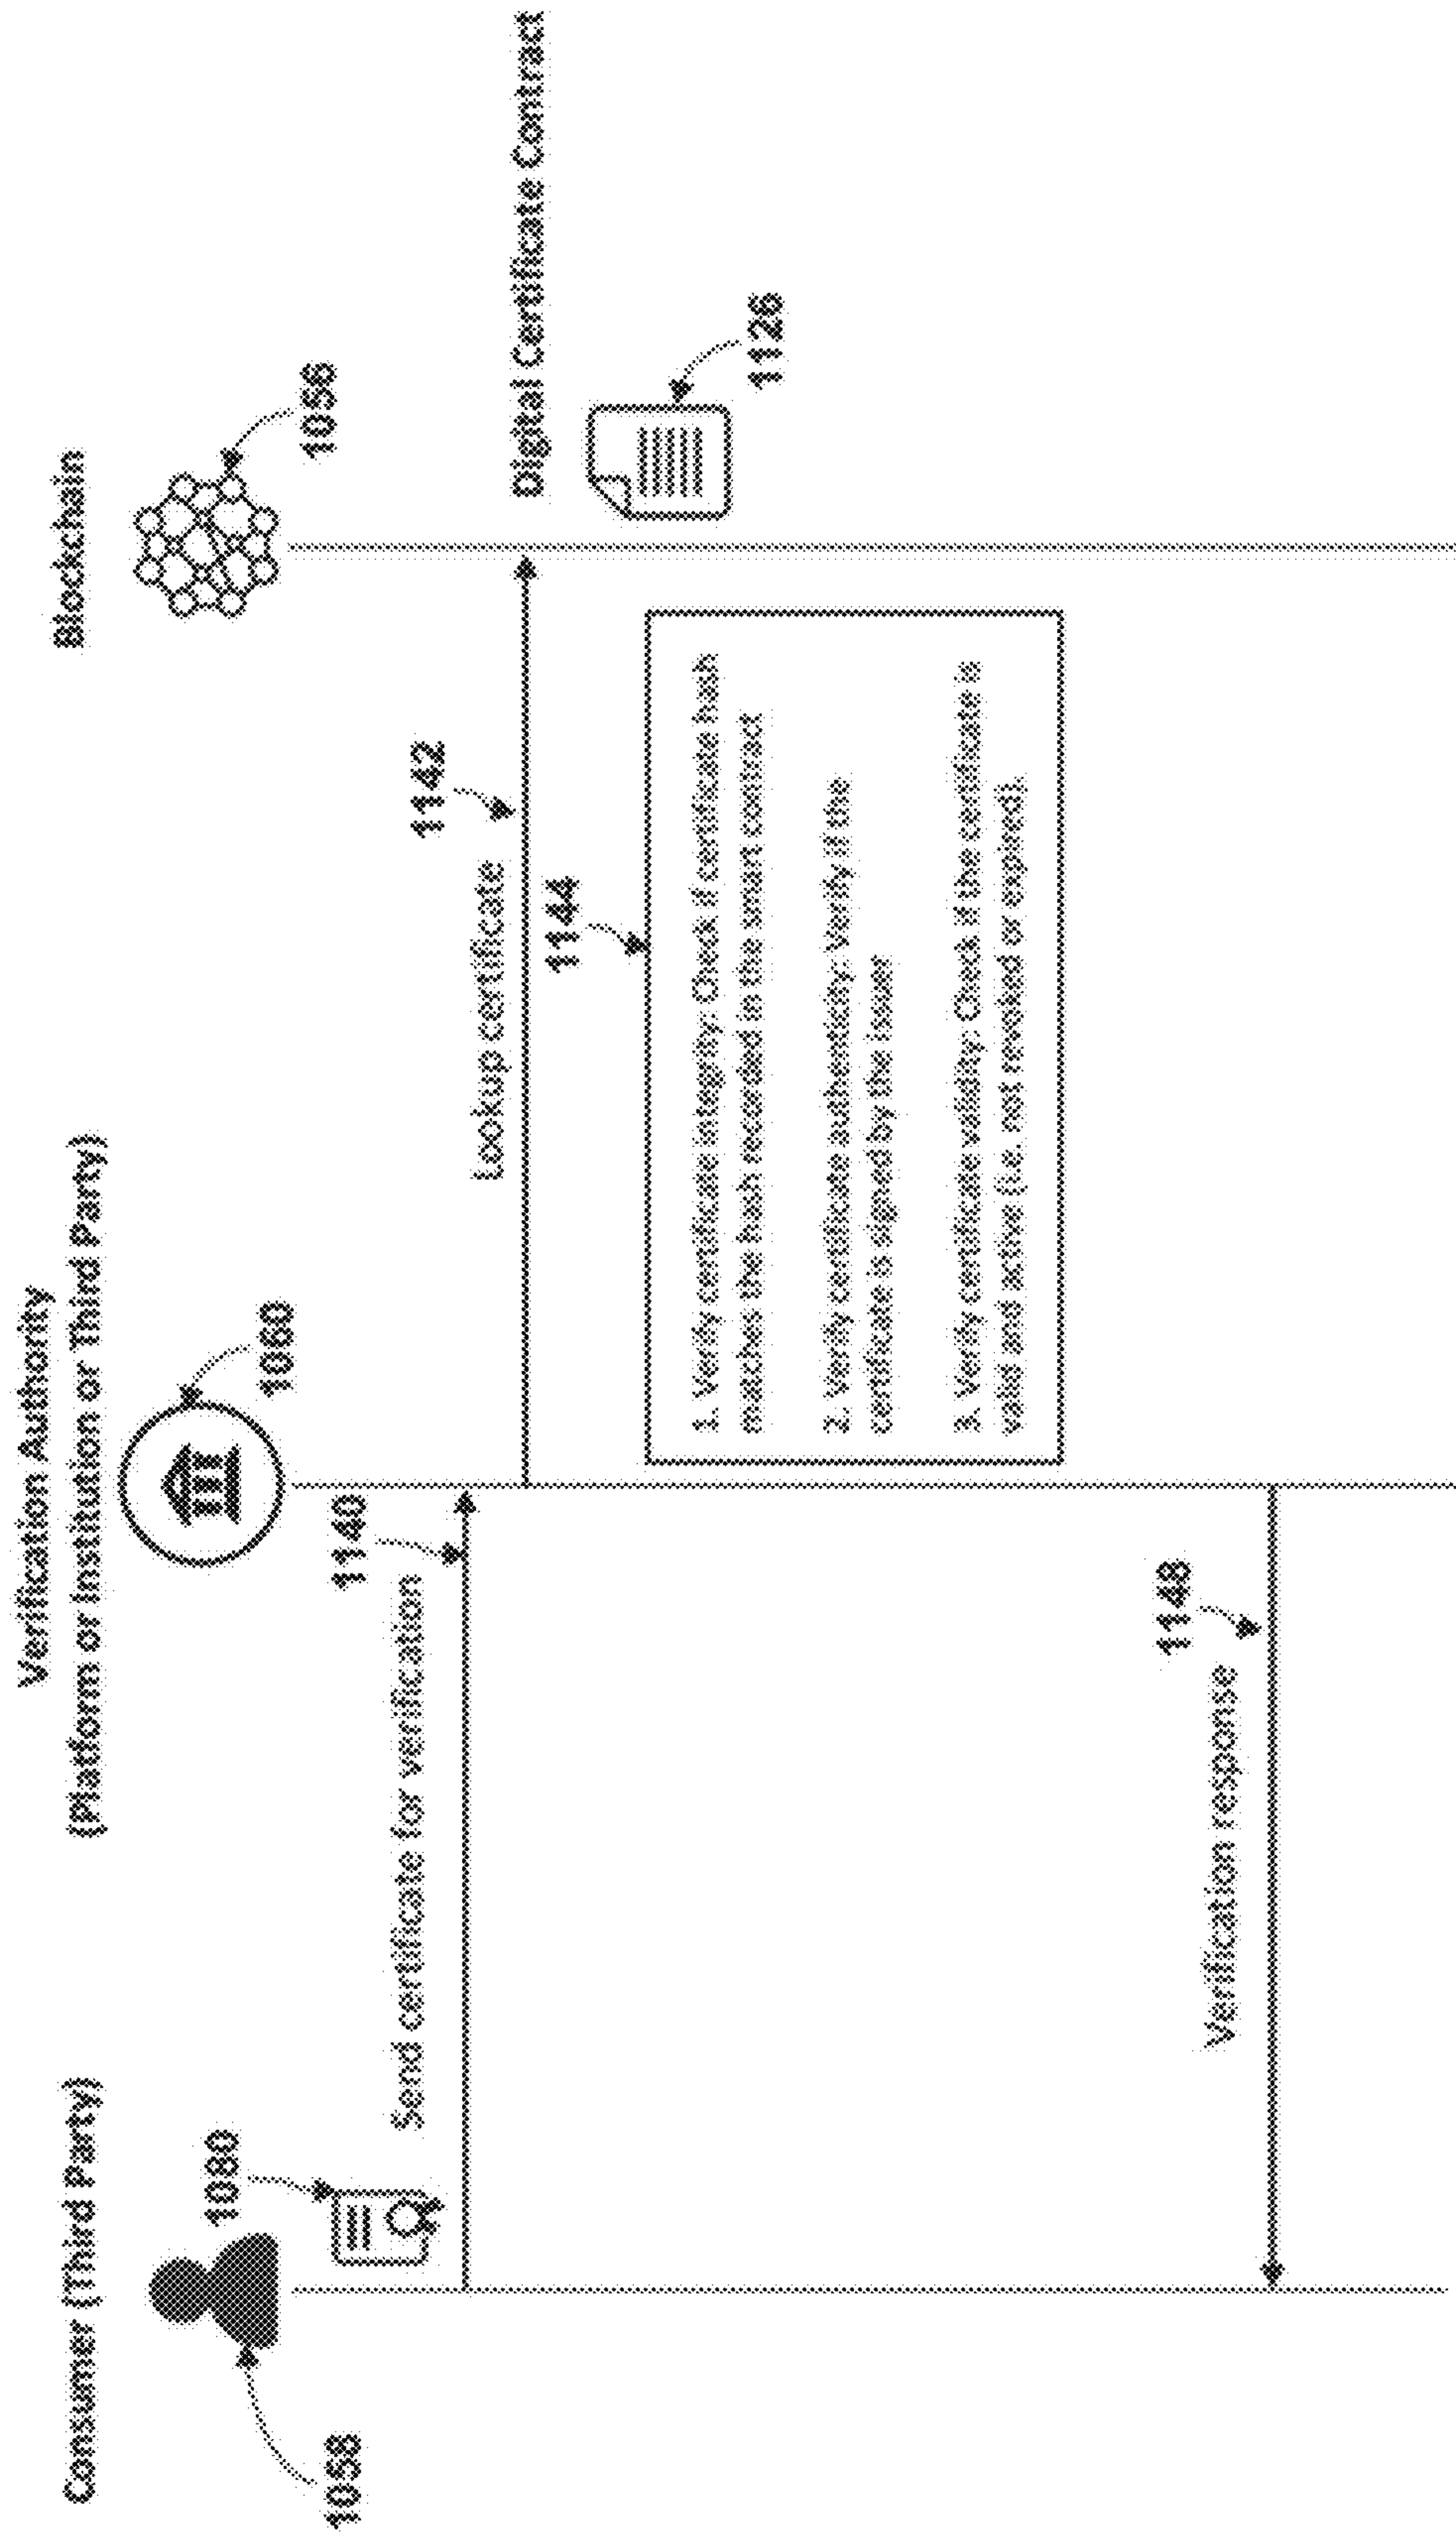 Consumer (Third Party)
Verification Authority
(Platform or Institution or Third Party)
Blockchain
1058
1080
1060
1056
Send certificate for verification
1140
Lookup certificate
1142
Digital Certificate Contract
1126
1144
1. Verify certificate integrity: Check if certificate hash
matches the hash recorded in the smart contract
2. Verify certificate authenticity: Verify if the
certificate is signed by the issuer
3. Verify certificate validity: Check if the certificate is
valid and active (i.e. not revoked or expired).
Verification response
1148